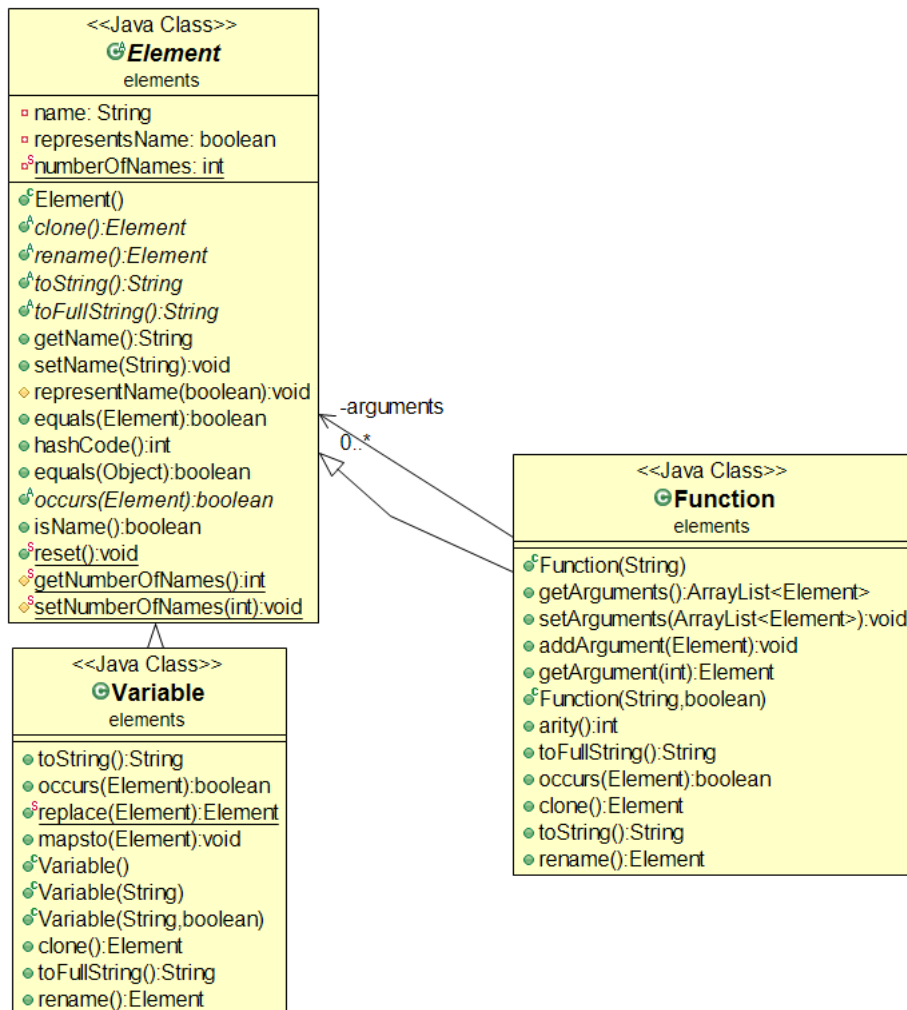 <<Java Class>>
Element
elements
name: String
representsName: boolean
numberOfNames: int
Element()
clone():Element
rename():Element
toString():String
toFullString():String
getName():String
setName(String):void
representName(boolean):void
equals(Element):boolean
hashCode():int
equals(Object):boolean
occurs(Element):boolean
isName():boolean
reset():void
getNumberOfNames():int
setNumberOfNames(int):void
-arguments
0..*
<<Java Class>>
Function
elements
Function(String)
getArguments():ArrayList<Element>
setArguments(ArrayList<Element>):void
addArgument(Element):void
getArgument(int):Element
Function(String,boolean)
arity():int
toFullString():String
occurs(Element):boolean
clone():Element
toString():String
rename():Element
<<Java Class>>
Variable
elements
toString():String
occurs(Element):boolean
replace(Element):Element
mapsto(Element):void
Variable()
Variable(String)
Variable(String,boolean)
clone():Element
toFullString():String
rename():Element